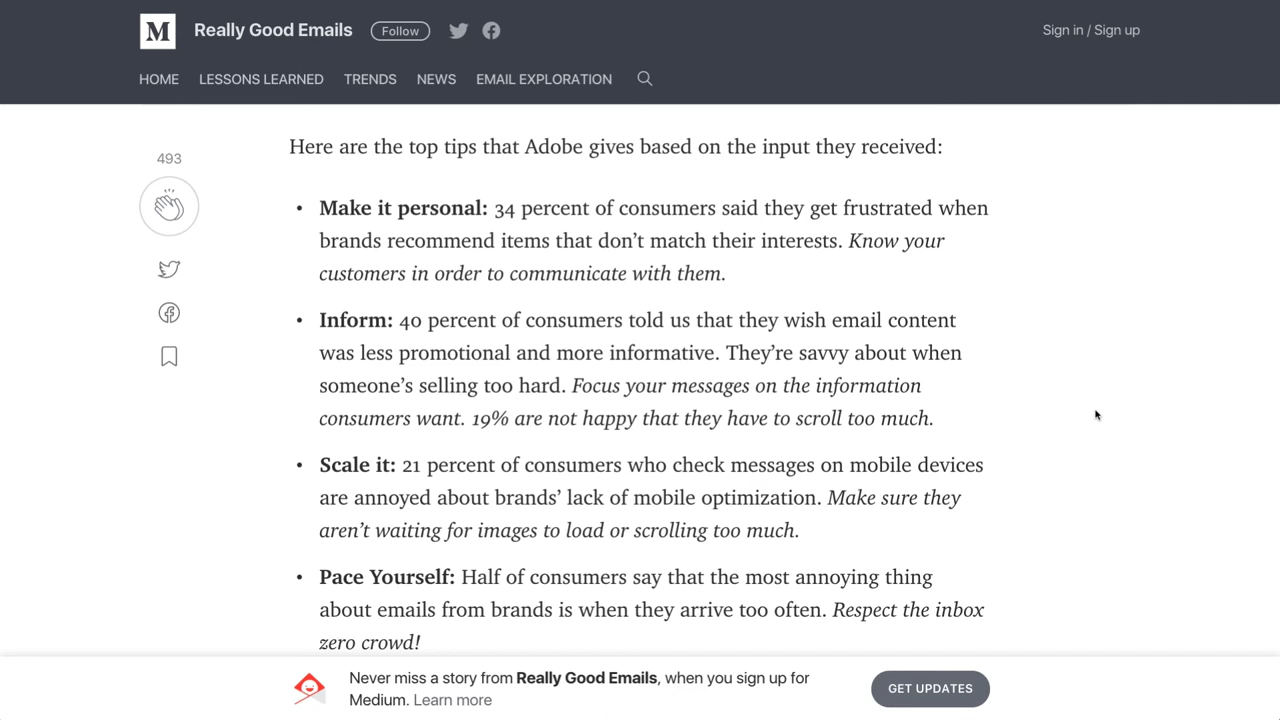 M Really Good Emails Follow Sign in / Sign up
HOME LESSONS LEARNED TRENDS NEWS EMAIL EXPLORATION
493
Here are the top tips that Adobe gives based on the input they received:
• Make it personal: 34 percent of consumers said they get frustrated when
brands recommend items that don’t match their interests. Know your
customers in order to communicate with them.
• Inform: 40 percent of consumers told us that they wish email content
was less promotional and more informative. They’re savvy about when
someone’s selling too hard. Focus your messages on the information
consumers want. 19% are not happy that they have to scroll too much.
• Scale it: 21 percent of consumers who check messages on mobile devices
are annoyed about brands’ lack of mobile optimization. Make sure they
aren’t waiting for images to load or scrolling too much.
• Pace Yourself: Half of consumers say that the most annoying thing
about emails from brands is when they arrive too often. Respect the inbox
zero crowd!
Never miss a story from Really Good Emails, when you sign up for
Medium. Learn more
GET UPDATES